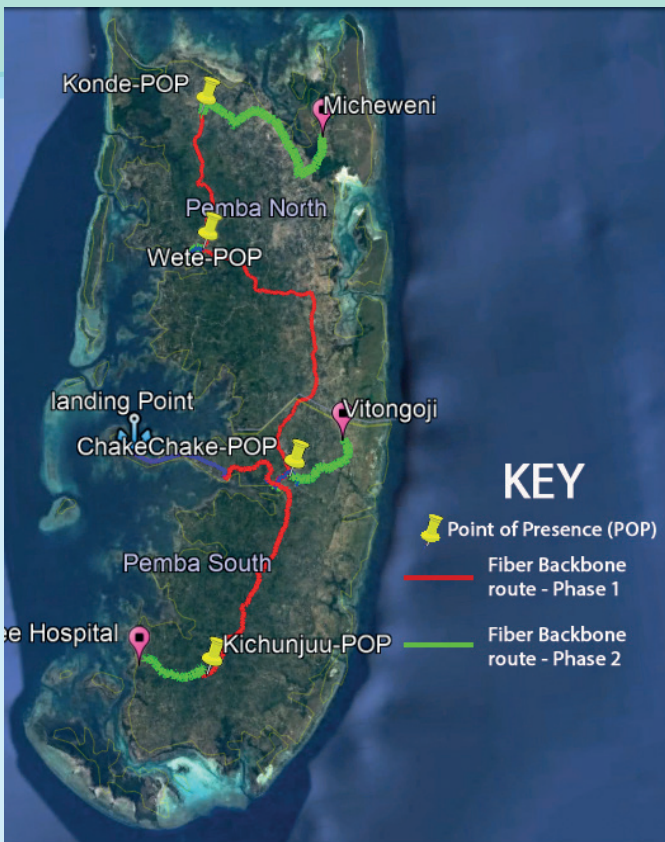 Konde-POP
Micheweni
Pemba North
Wete-POP
landing Point
Vitongoji
ChakeChake-POP
KEY
Point of Presence (POP)
Pemba South
Fiber Backbone
route - Phase 1
ee Hospital
Kichunjuu-POP
Fiber Backbone
route - Phase 2